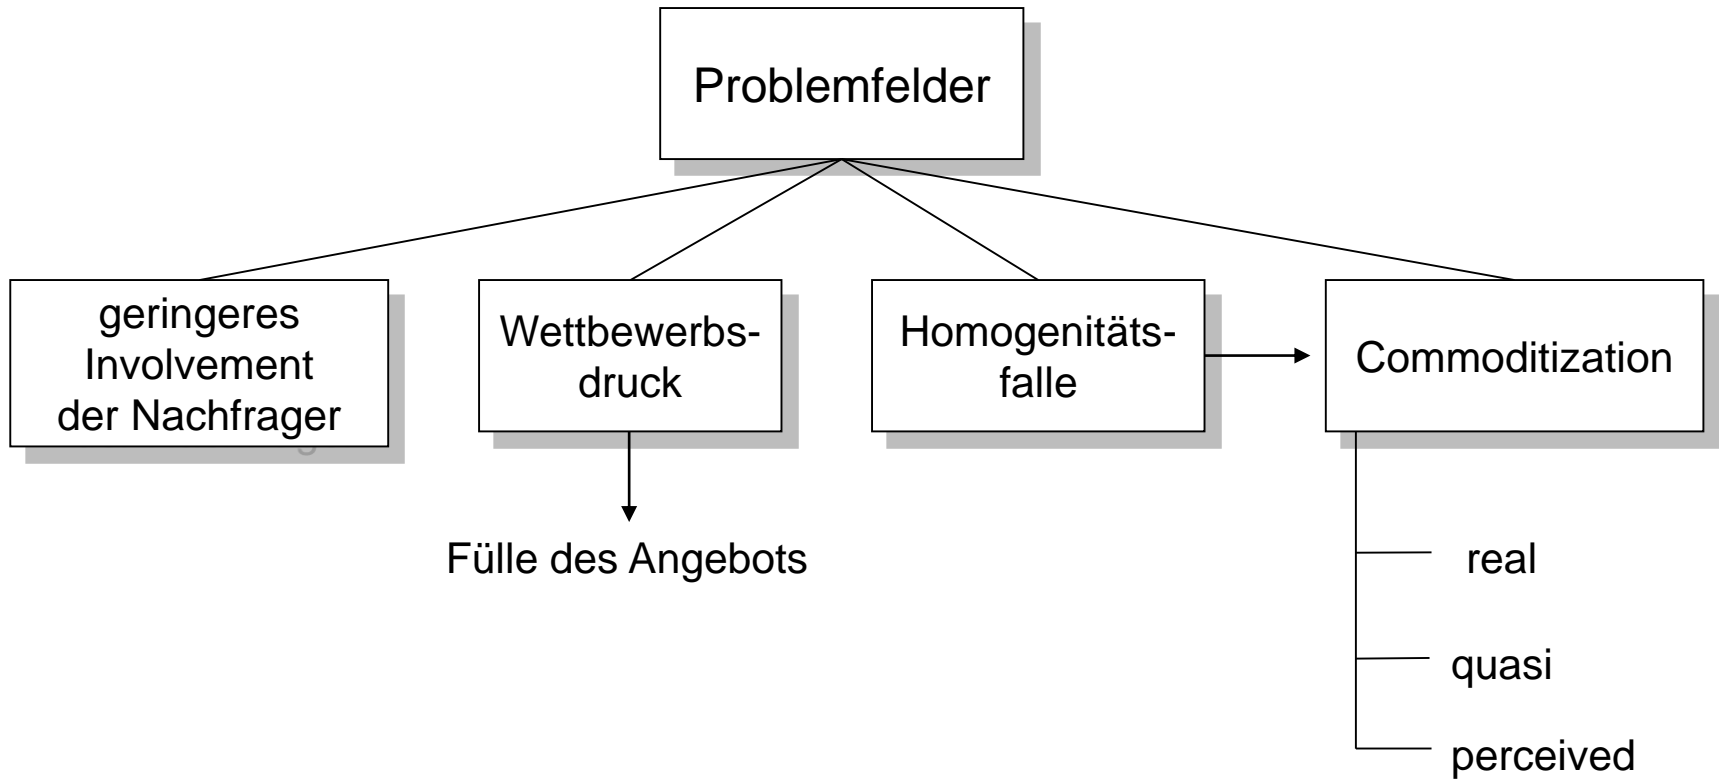 Problemfelder
geringeres
Involvement
der Nachfrager
Wettbewerbs-
druck
Homogenitäts-
falle
Commoditization
Fülle des Angebots
real
quasi
perceived